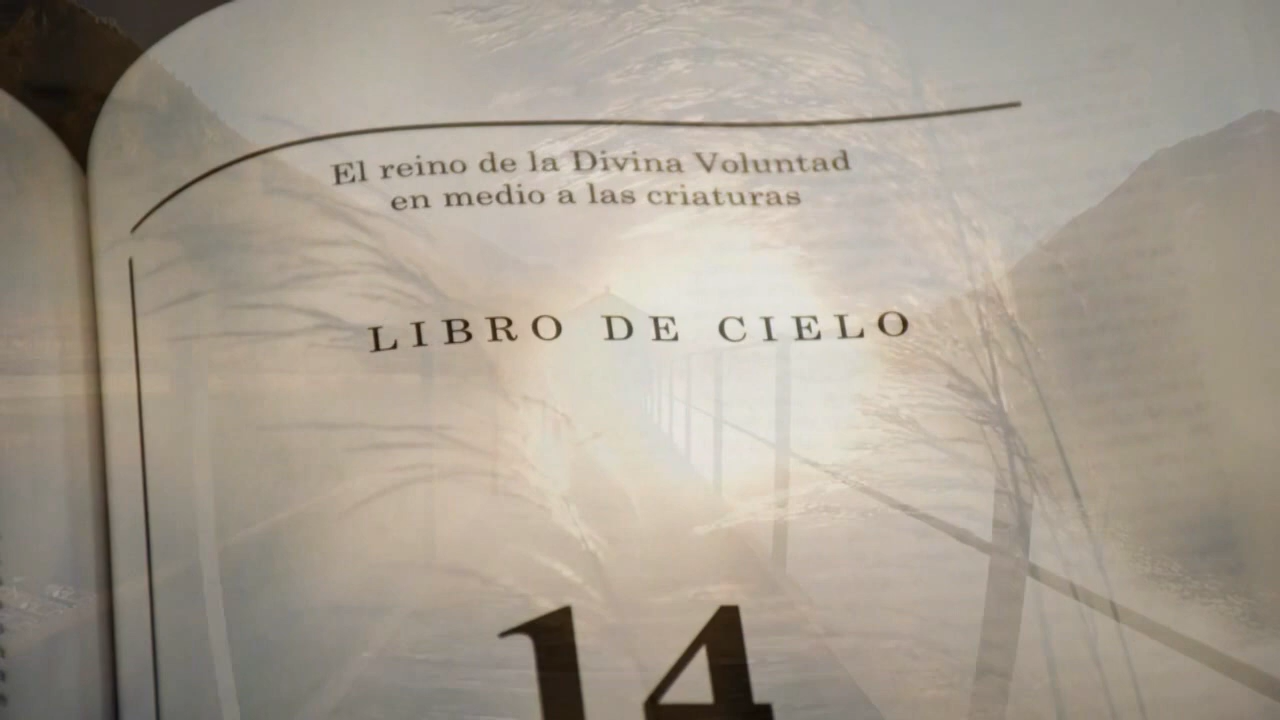 El reino de la Divina Voluntad
en medio a las criaturas
LIBRO DE CIELO
14